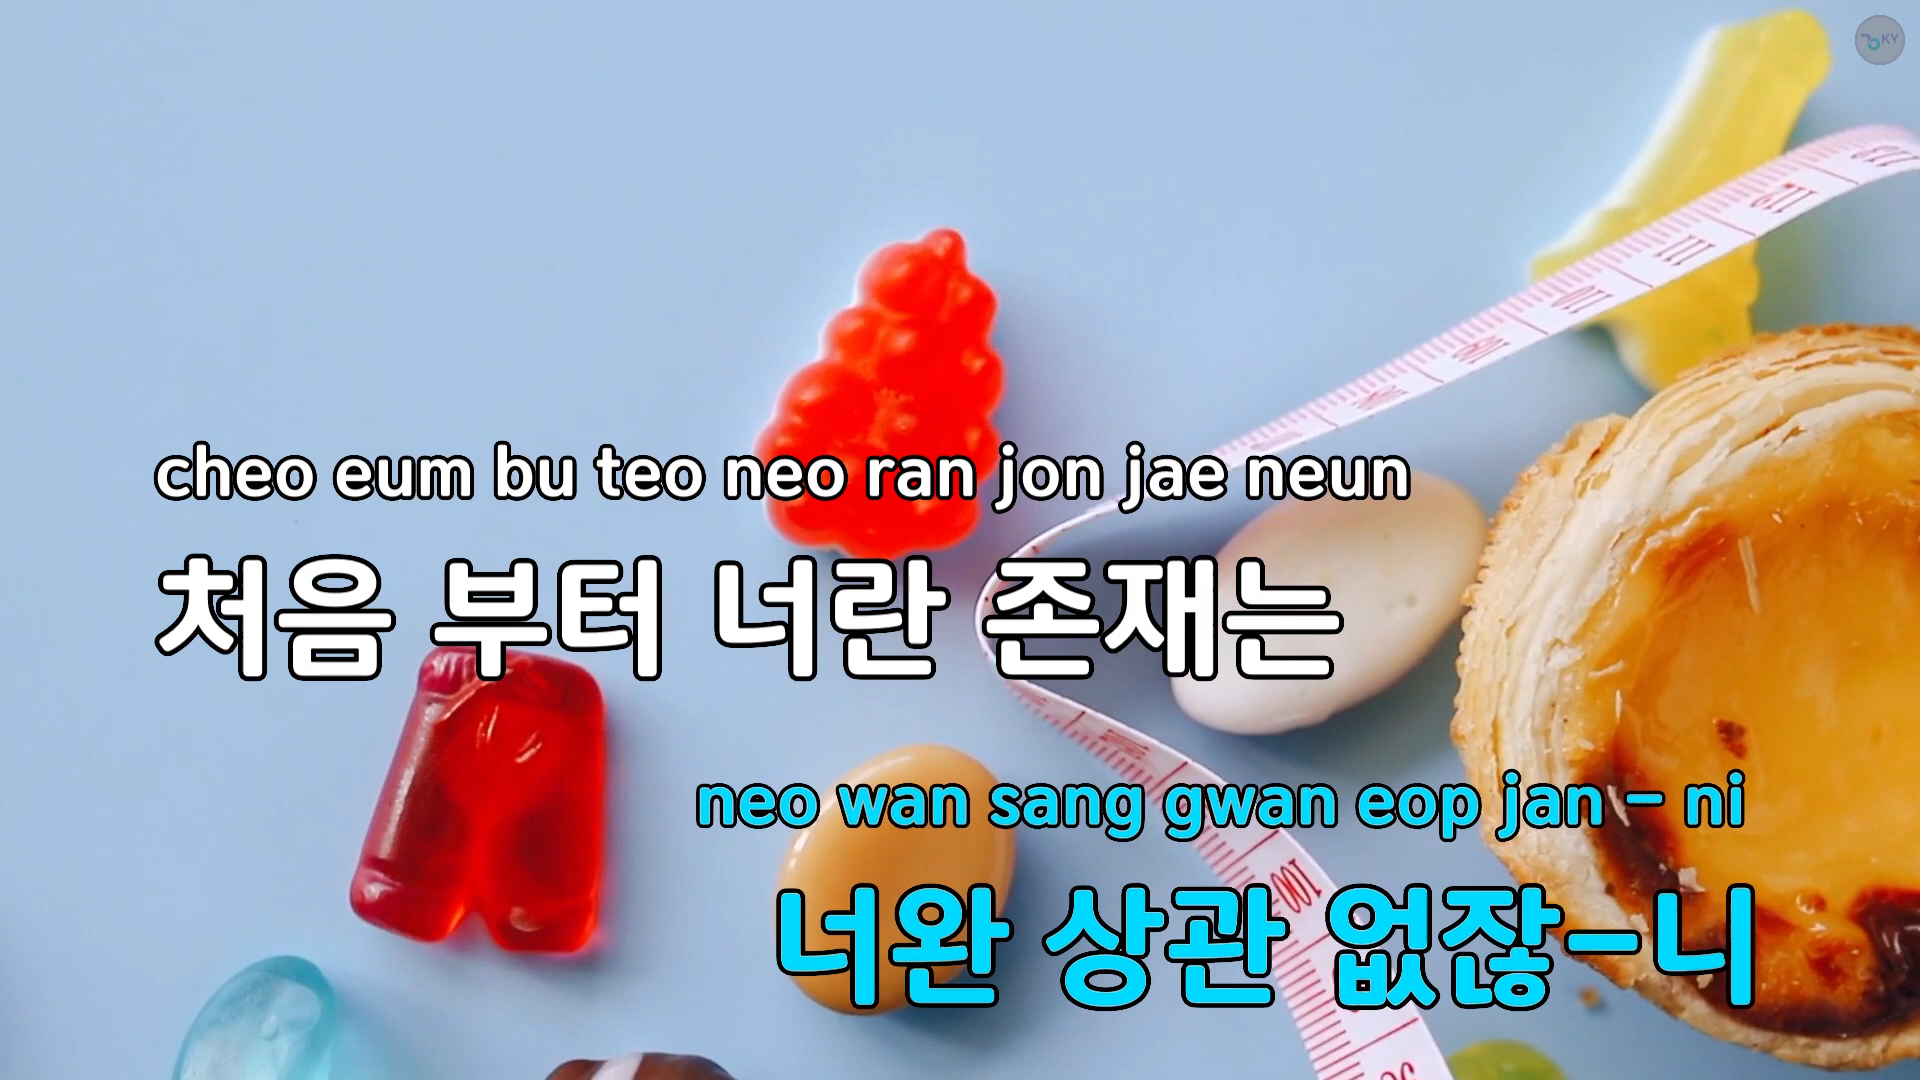 KY
cheo eum bu teo neo ran jon jae neun
처음 부터 너란 존재는
neo wan sang gwan eop jan - ni
너완 상관 없잖-니